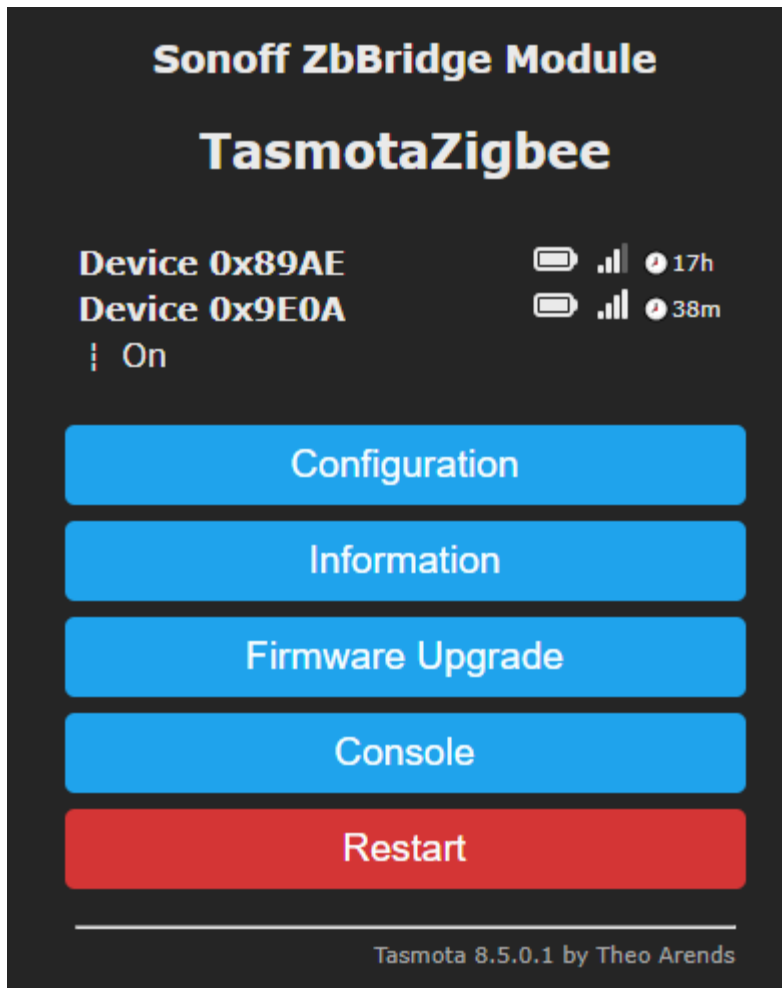 Sonoff ZbBridge Module
TasmotaZigbee
Device 0x89AE 17h
Device 0x9E0A 38m
┆ On
Configuration
Information
Firmware Upgrade
Console
Restart
Tasmota 8.5.0.1 by Theo Arends